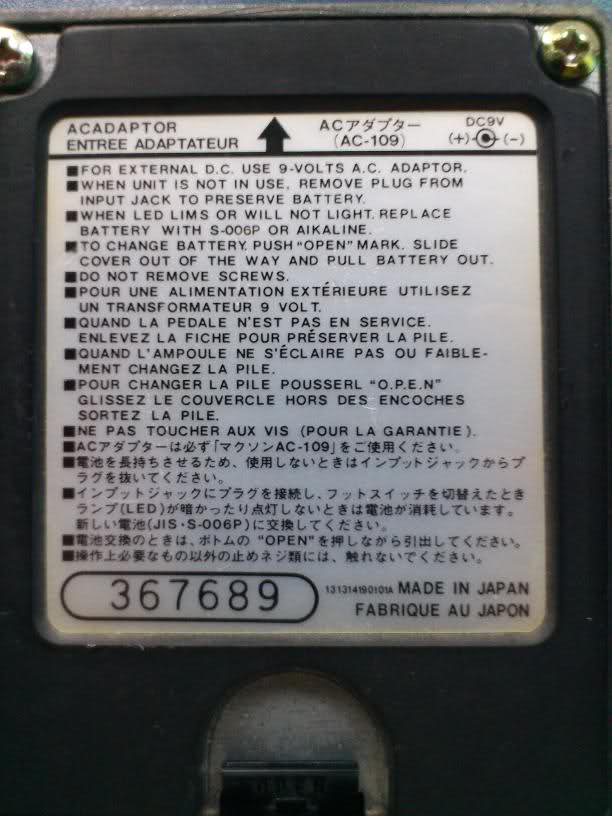 ACADAPTOR
ENTREE ADAPTATEUR
ACアダプター
(AC-109)
DC9V
(+) (-)
■FOR EXTERNAL D.C. USE 9-VOLTS A.C. ADAPTOR.
■WHEN UNIT IS NOT IN USE, REMOVE PLUG FROM
INPUT JACK TO PRESERVE BATTERY.
■WHEN LED LIMS OR WILL NOT LIGHT. REPLACE
BATTERY WITH S-006P OR AIKALINE.
■TO CHANGE BATTERY. PUSH "OPEN" MARK. SLIDE
COVER OUT OF THE WAY AND PULL BATTERY OUT.
■DO NOT REMOVE SCREWS.
■POUR UNE ALIMENTATION EXTÉRIEURE UTILISEZ
UN TRANSFORMATEUR 9 VOLT.
■QUAND LA PEDALE N'EST PAS EN SERVICE.
ENLEVEZ LA FICHE POUR PRÉSERVER LA PILE.
■QUAND L'AMPOULE NE S'ÉCLAIRE PAS OU FAIBLE-
MENT CHANGEZ LA PILE.
■POUR CHANGER LA PILE POUSSERL "O.P.E.N"
GLISSEZ LE COUVERCLE HORS DES ENCOCHES
SORTEZ LA PILE.
■NE PAS TOUCHER AUX VIS (POUR LA GARANTIE).
■ACアダプターは必ず「マクソンAC-109」をご使用ください。
■電池を長持ちさせるため、使用しないときはインプットジャックからプ
ラグを抜いてください。
■インプットジャックにプラグを接続し、フットスイッチを切替えたとき
ランプ(LED)が暗かったり点灯しないときは電池が消耗しています。
新しい電池(JIS・S-006P)に交換してください。
■電池交換のときは、ボトムの "OPEN"を押しながら引出してください。
■操作上必要なもの以外の止めネジ類には、触れないでください。
367689
131314190101A MADE IN JAPAN
FABRIQUE AU JAPON